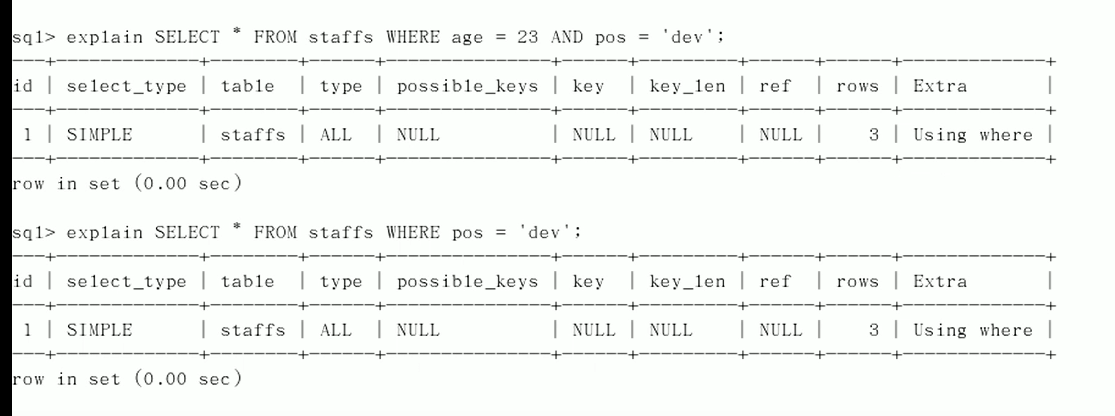 sql> explain SELECT * FROM staffs WHERE age = 23 AND pos = 'dev';
---+-------------+--------+------+---------------+------+---------+------+------+-------------+
id | select_type | table  | type | possible_keys | key  | key_len | ref  | rows | Extra       |
---+-------------+--------+------+---------------+------+---------+------+------+-------------+
 1 | SIMPLE      | staffs | ALL  | NULL          | NULL | NULL    | NULL |    3 | Using where |
---+-------------+--------+------+---------------+------+---------+------+------+-------------+
row in set (0.00 sec)
sql> explain SELECT * FROM staffs WHERE pos = 'dev';
---+-------------+--------+------+---------------+------+---------+------+------+-------------+
id | select_type | table  | type | possible_keys | key  | key_len | ref  | rows | Extra       |
---+-------------+--------+------+---------------+------+---------+------+------+-------------+
 1 | SIMPLE      | staffs | ALL  | NULL          | NULL | NULL    | NULL |    3 | Using where |
---+-------------+--------+------+---------------+------+---------+------+------+-------------+
row in set (0.00 sec)